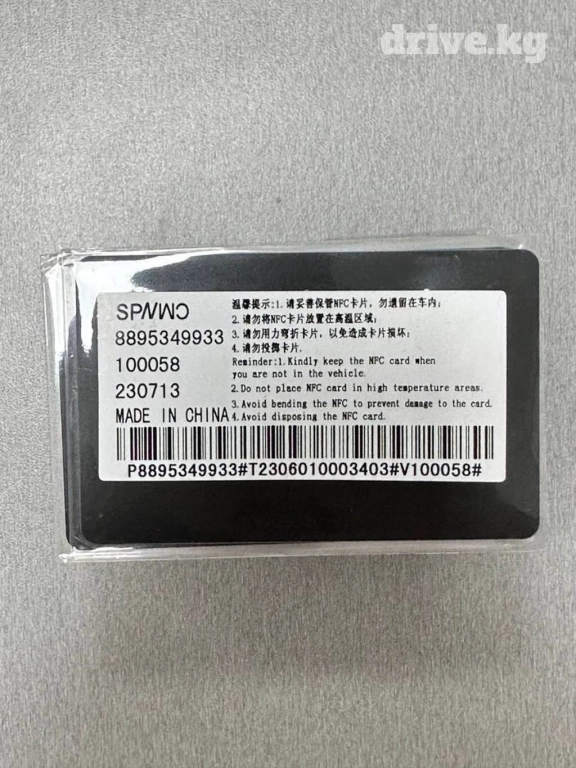 drive.kg
8895349933
100058
230713
MADE IN CHINA
温馨提示:1.请妥善保管NFC卡片，勿遗留在车内;
2.请勿将NFC卡片放置在高温区域;
3.请勿用力弯折卡片，以免造成卡片损坏;
4.请勿投掷卡片.
Reminder:1.Kindly keep the NFC card when
you are not in the vehicle.
2.Do not place NFC card in high temperature areas.
3.Avoid bending the NFC to prevent damage to the card.
4.Avoid disposing the NFC card.
P8895349933#T2306010003403#V100058#